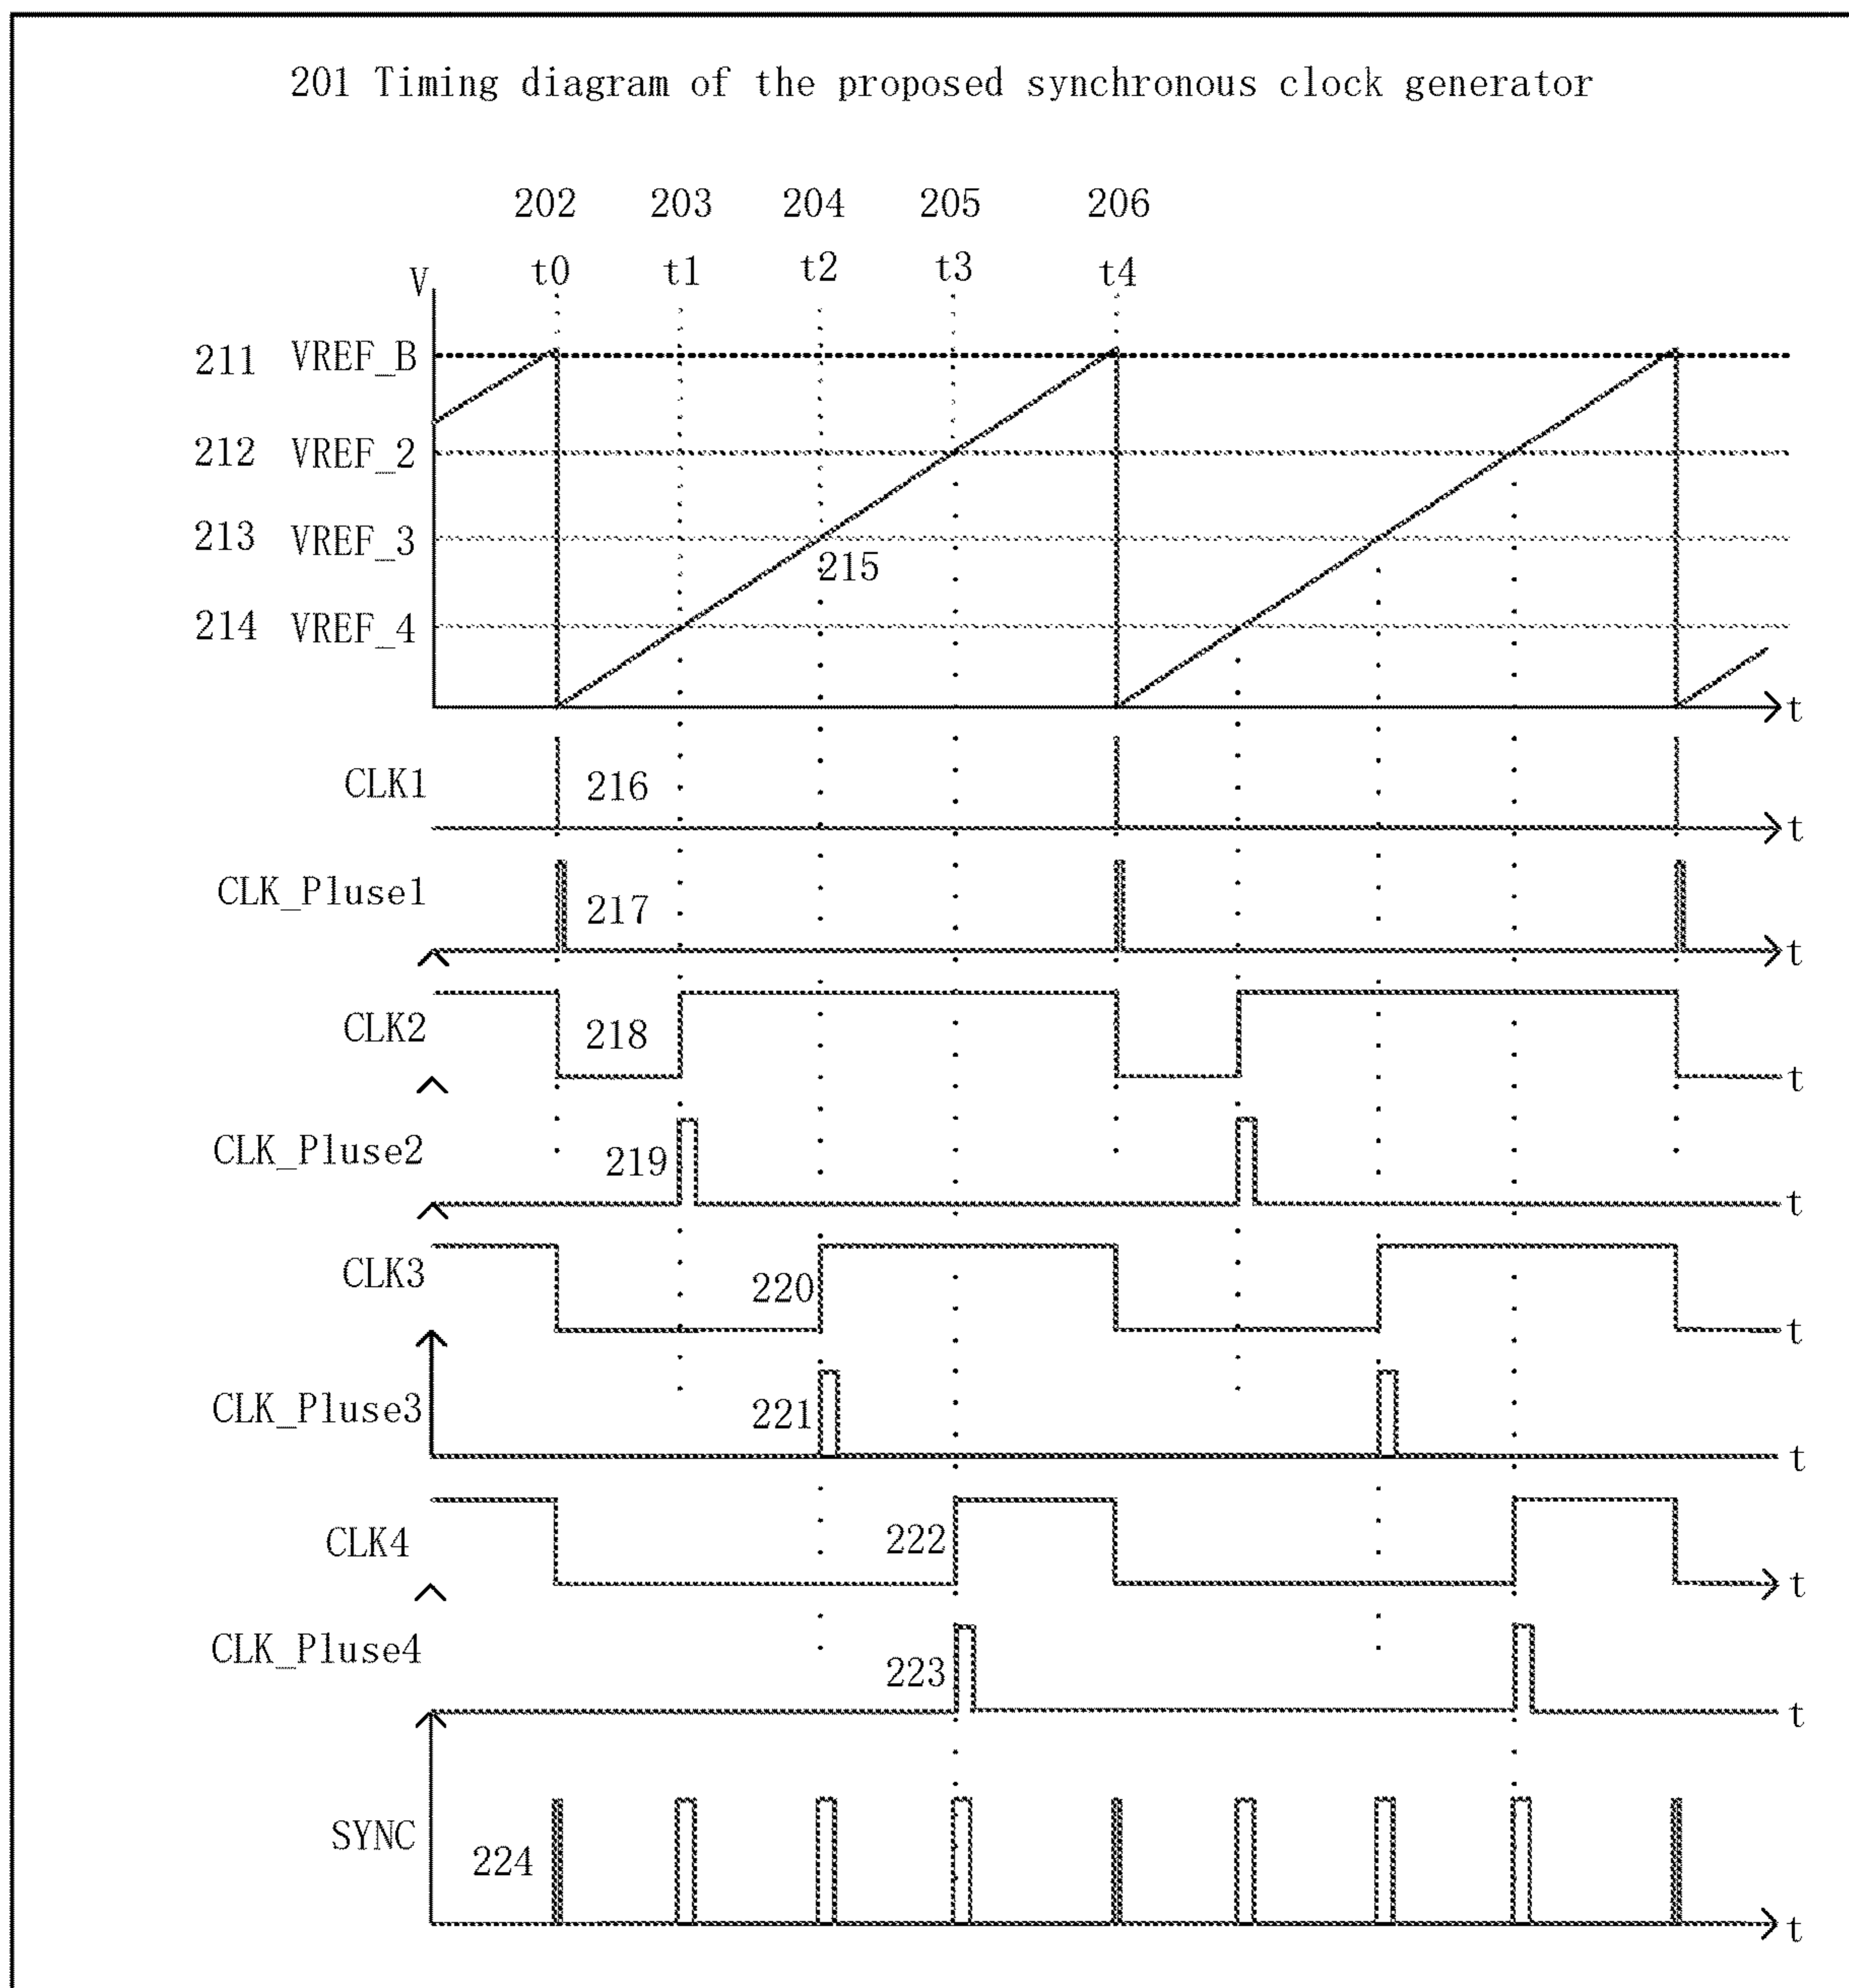 201 Timing diagram of the proposed synchronous clock generator
202 203 204 205 206
V t0 t1 t2 t3 t4
211 VREF_B
212 VREF_2
213 VREF_3
215
214 VREF_4
t
CLK1 216 t
CLK_Pluse1 217 t
CLK2 218 t
CLK_Pluse2 219 t
CLK3 220 t
CLK_Pluse3 221 t
CLK4 222 t
CLK_Pluse4 223 t
SYNC 224 t